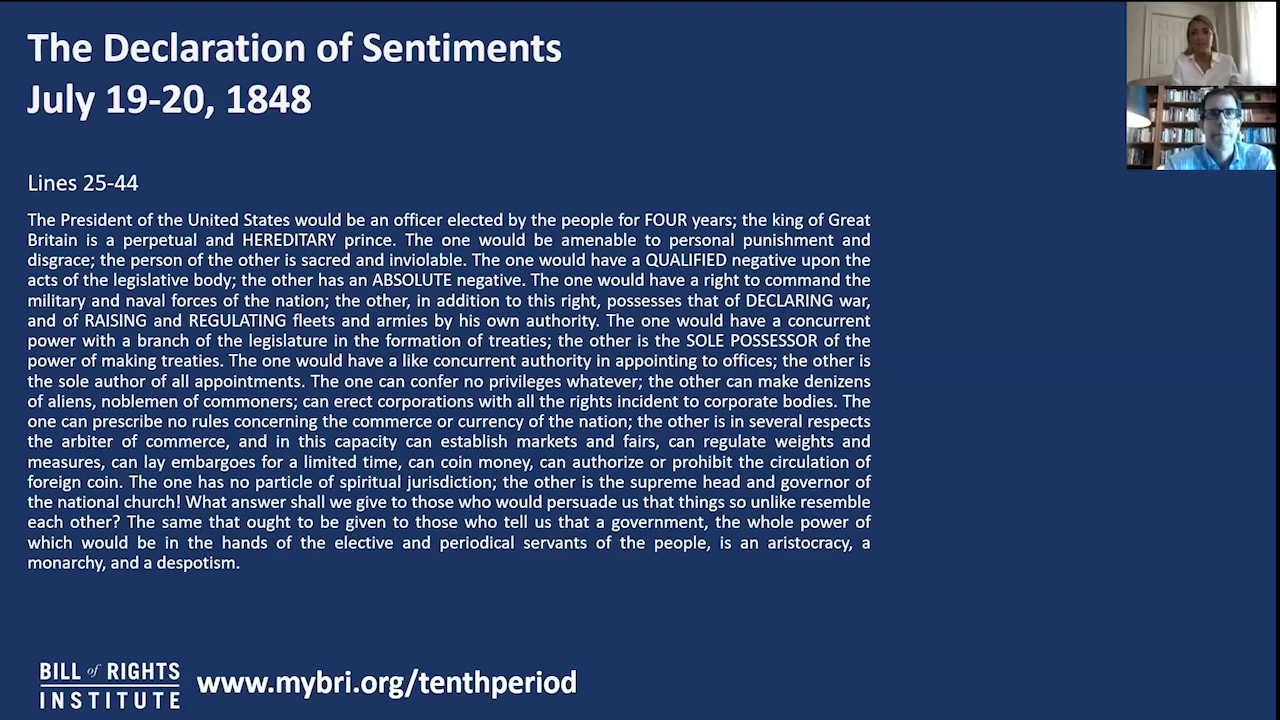 The Declaration of Sentiments
July 19-20, 1848
Lines 25-44
The President of the United States would be an officer elected by the people for FOUR years; the king of Great
Britain is a perpetual and HEREDITARY prince. The one would be amenable to personal punishment and
disgrace; the person of the other is sacred and inviolable. The one would have a QUALIFIED negative upon the
acts of the legislative body; the other has an ABSOLUTE negative. The one would have a right to command the
military and naval forces of the nation; the other, in addition to this right, possesses that of DECLARING war,
and of RAISING and REGULATING fleets and armies by his own authority. The one would have a concurrent
power with a branch of the legislature in the formation of treaties; the other is the SOLE POSSESSOR of the
power of making treaties. The one would have a like concurrent authority in appointing to offices; the other is
the sole author of all appointments. The one can confer no privileges whatever; the other can make denizens
of aliens, noblemen of commoners; can erect corporations with all the rights incident to corporate bodies. The
one can prescribe no rules concerning the commerce or currency of the nation; the other is in several respects
the arbiter of commerce, and in this capacity can establish markets and fairs, can regulate weights and
measures, can lay embargoes for a limited time, can coin money, can authorize or prohibit the circulation of
foreign coin. The one has no particle of spiritual jurisdiction; the other is the supreme head and governor of
the national church! What answer shall we give to those who would persuade us that things so unlike resemble
each other? The same that ought to be given to those who tell us that a government, the whole power of
which would be in the hands of the elective and periodical servants of the people, is an aristocracy, a
monarchy, and a despotism.
BILL of RIGHTS
INSTITUTE
www.mybri.org/tenthperiod